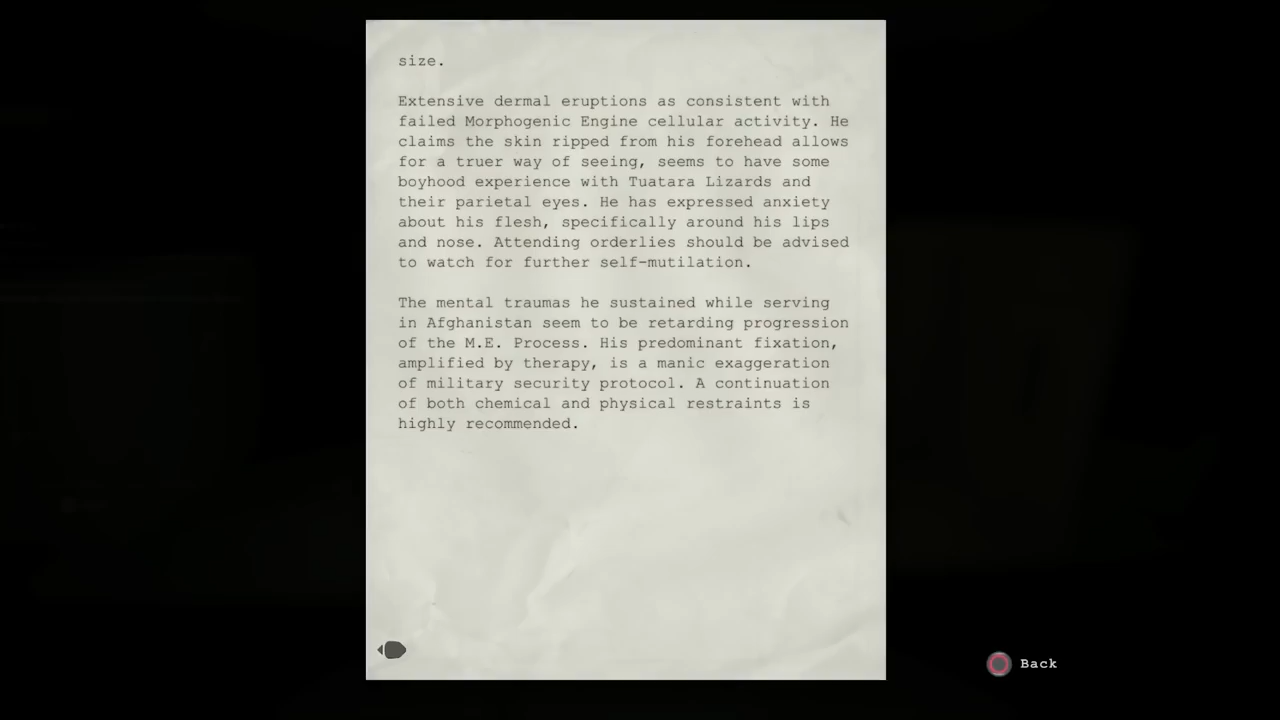 size.
Extensive dermal eruptions as consistent with
failed Morphogenic Engine cellular activity. He
claims the skin ripped from his forehead allows
for a truer way of seeing, seems to have some
boyhood experience with Tuatara Lizards and
their parietal eyes. He has expressed anxiety
about his flesh, specifically around his lips
and nose. Attending orderlies should be advised
to watch for further self-mutilation.
The mental traumas he sustained while serving
in Afghanistan seem to be retarding progression
of the M.E. Process. His predominant fixation,
amplified by therapy, is a manic exaggeration
of military security protocol. A continuation
of both chemical and physical restraints is
highly recommended.
Back